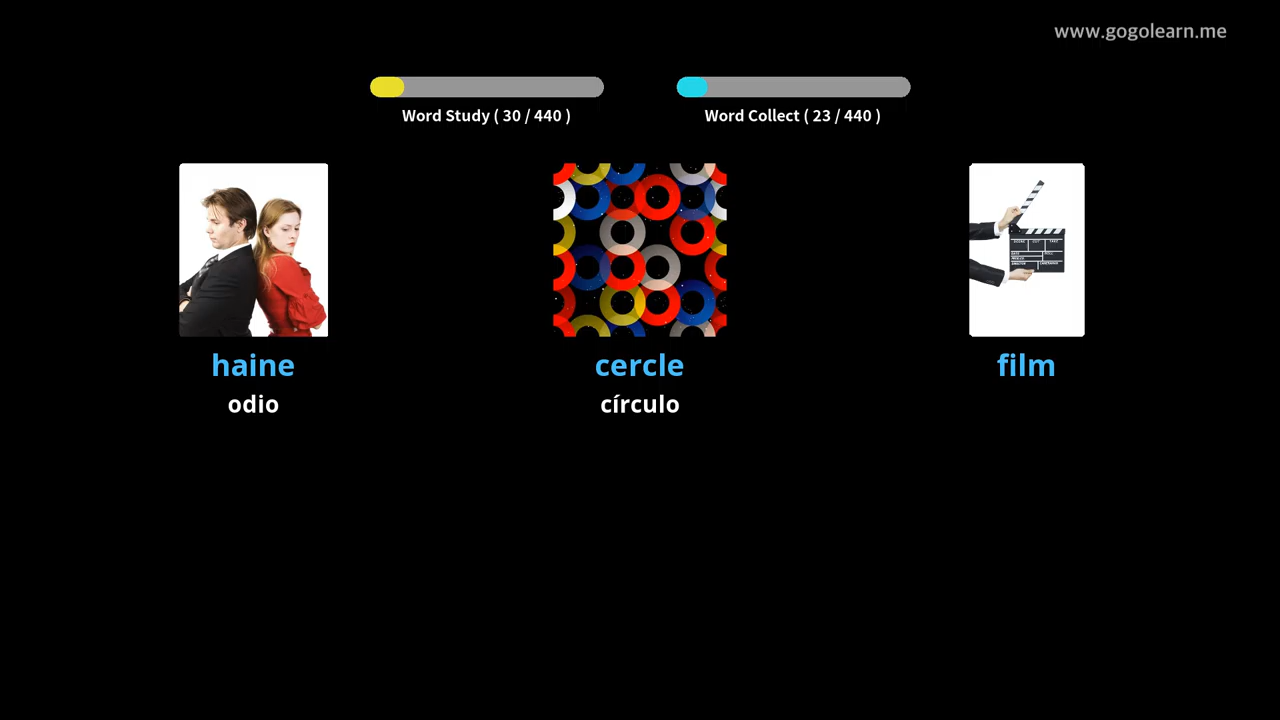 www.gogolearn.me
Word Study ( 30 / 440 )
Word Collect ( 23 / 440 )
haine
odio
cercle
círculo
film